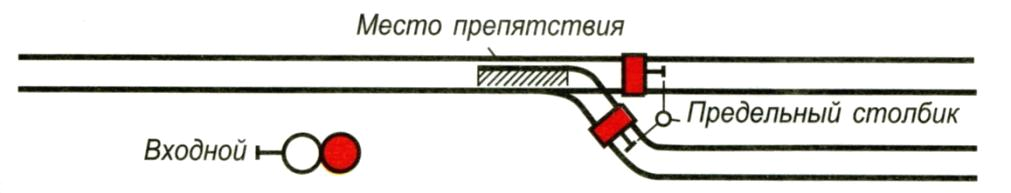 Место препятствия
Предельный столбик
Входной